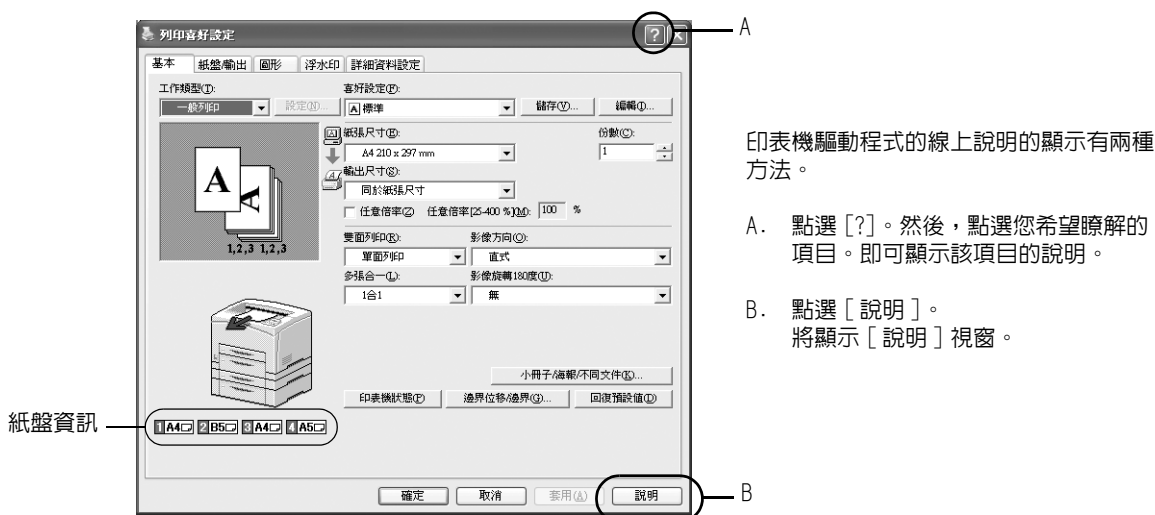 列印喜好設定
?
A
基本 紙盤/輸出 圖形 浮水印 詳細資料設定
工作類型(T):
一般列印
設定(N)...
喜好設定(F):
A 標準
儲存(V)...
編輯(I)...
紙張尺寸(E):
A4 210 x 297 mm
份數(C):
1
輸出尺寸(S):
同於紙張尺寸
任意倍率(Z) 任意倍率[25-400 %](M): 100 %
雙面列印(R):
單面列印
影像方向(O):
直式
多張合一(L):
1合1
影像旋轉180度(U):
無
A
A
1,2,3 1,2,3
小冊子/海報/不同文件(K)...
印表機狀態(P) 邊界位移/邊界(G)... 回復預設值(D)
紙盤資訊
1 A4 2 B5 3 A4 4 A5
確定 取消 套用(A) 說明
B
印表機驅動程式的線上說明的顯示有兩種
方法。
A. 點選 [?]。然後，點選您希望瞭解的
項目。即可顯示該項目的說明。
B. 點選 [ 說明 ]。
將顯示 [ 說明 ] 視窗。